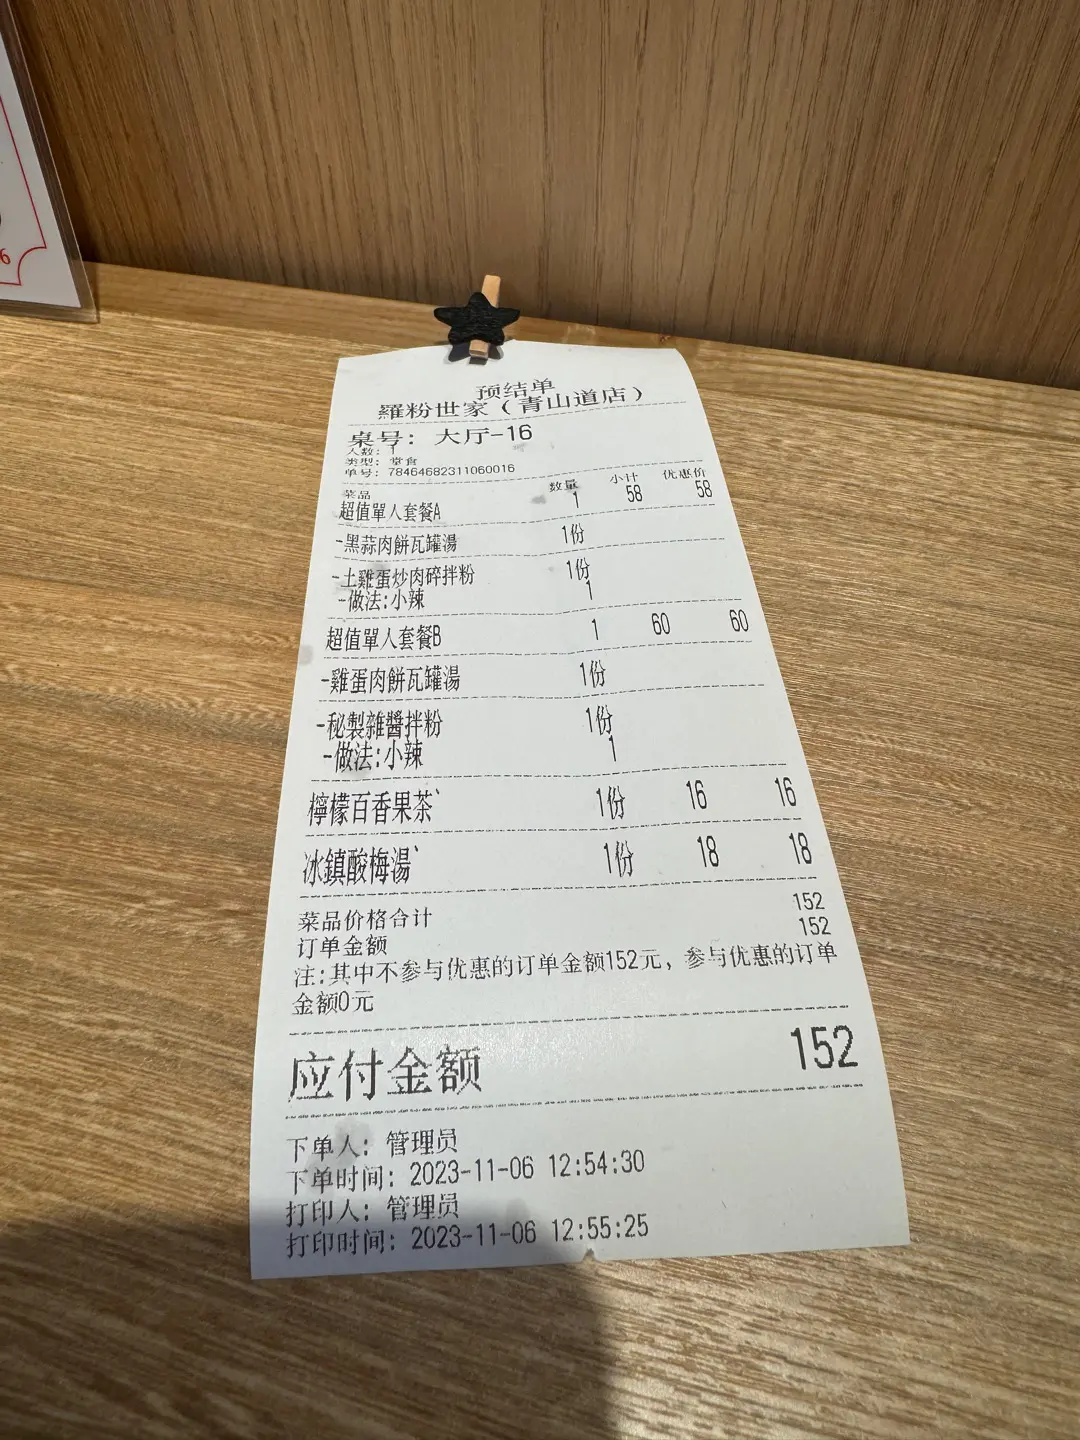 6
预结单
羅粉世家（青山道店）
桌号： 大厅-16
人数：1
类型：堂食
单号：78464682311060016
菜品 数量 小计 优惠价
超值單人套餐A 1 58 58
-黑蒜肉餅瓦罐湯 1份
-土雞蛋炒肉碎拌粉 1份
-做法:小辣 1
超值單人套餐B 1 60 60
-雞蛋肉餅瓦罐湯 1份
-秘製雜醬拌粉 1份
-做法:小辣 1
檸檬百香果茶` 1份 16 16
冰鎮酸梅湯` 1份 18 18
菜品价格合计 152
订单金额 152
注:其中不参与优惠的订单金额152元，参与优惠的订单
金额0元
应付金额 152
下单人：管理员
下单时间：2023-11-06 12:54:30
打印人：管理员
打印时间：2023-11-06 12:55:25